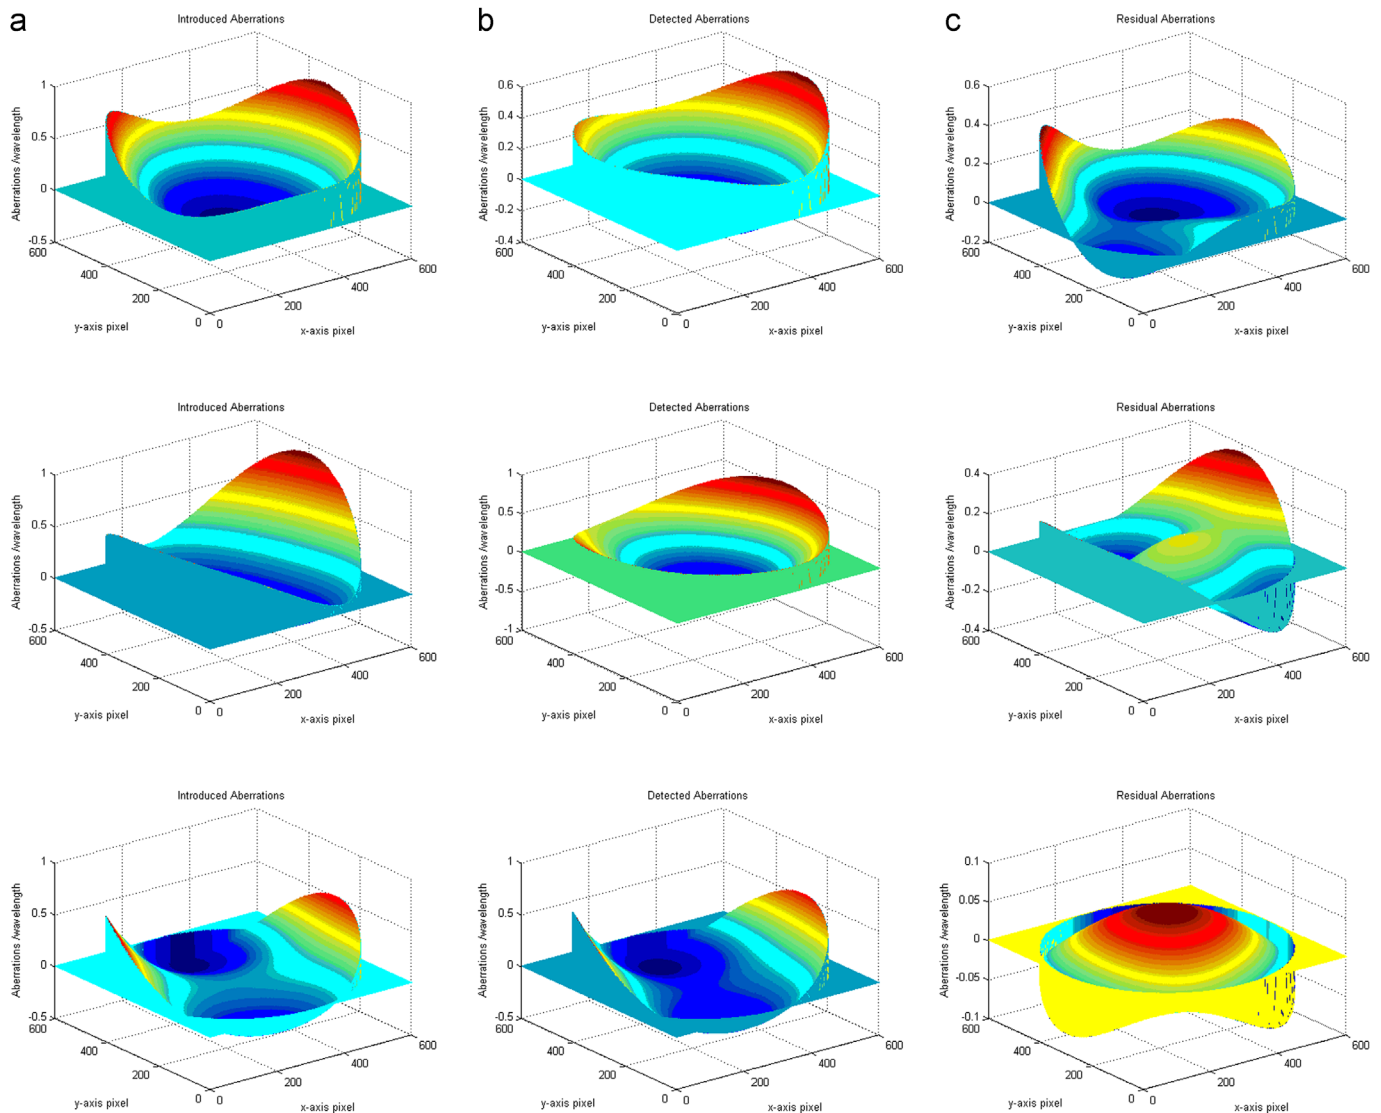 a
Introduced Aberrations
1
0.5
0
-0.5
Aberrations /wavelength
600
400
200
0
y-axis pixel
0
200
400
600
x-axis pixel
b
Detected Aberrations
0.6
0.4
0.2
0
-0.2
-0.4
Aberrations /wavelength
600
400
200
0
y-axis pixel
0
200
400
600
x-axis pixel
c
Residual Aberrations
0.6
0.4
0.2
0
-0.2
Aberrations /wavelength
600
400
200
0
y-axis pixel
0
200
400
600
x-axis pixel
Introduced Aberrations
1
0.5
0
-0.5
Aberrations /wavelength
600
400
200
0
y-axis pixel
0
200
400
600
x-axis pixel
Detected Aberrations
1
0.5
0
-0.5
-1
Aberrations /wavelength
600
400
200
0
y-axis pixel
0
200
400
600
x-axis pixel
Residual Aberrations
0.4
0.2
0
-0.2
-0.4
Aberrations /wavelength
600
400
200
0
y-axis pixel
0
200
400
600
x-axis pixel
Introduced Aberrations
1
0.5
0
-0.5
Aberrations /wavelength
600
400
200
0
y-axis pixel
0
200
400
600
x-axis pixel
Detected Aberrations
1
0.5
0
-0.5
Aberrations /wavelength
600
400
200
0
y-axis pixel
0
200
400
600
x-axis pixel
Residual Aberrations
0.1
0.05
0
-0.05
-0.1
Aberrations /wavelength
600
400
200
0
y-axis pixel
0
200
400
600
x-axis pixel